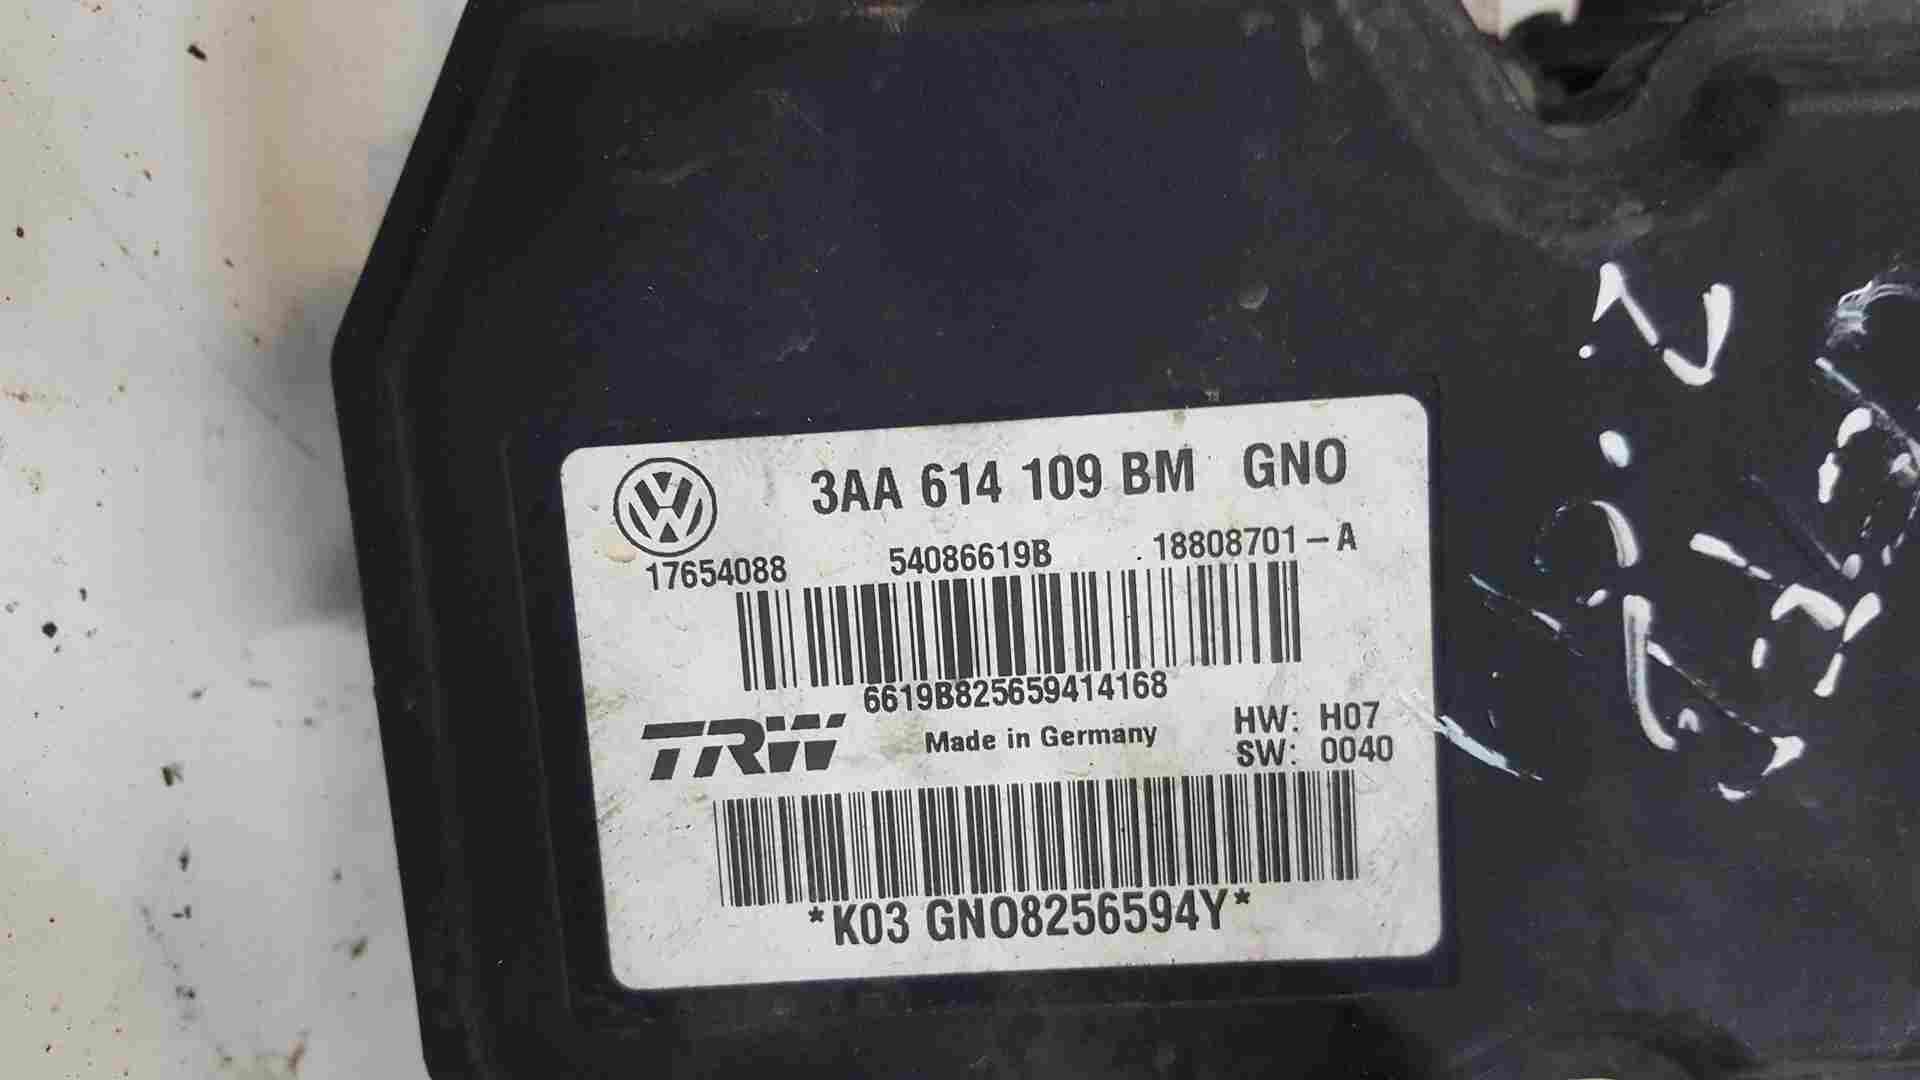 3AA 614 109 BM GNO
17654088 54086619B 18808701-A
6619B825659414168
TRW Made in Germany HW: H07
SW: 0040
*K03 GNO8256594Y*